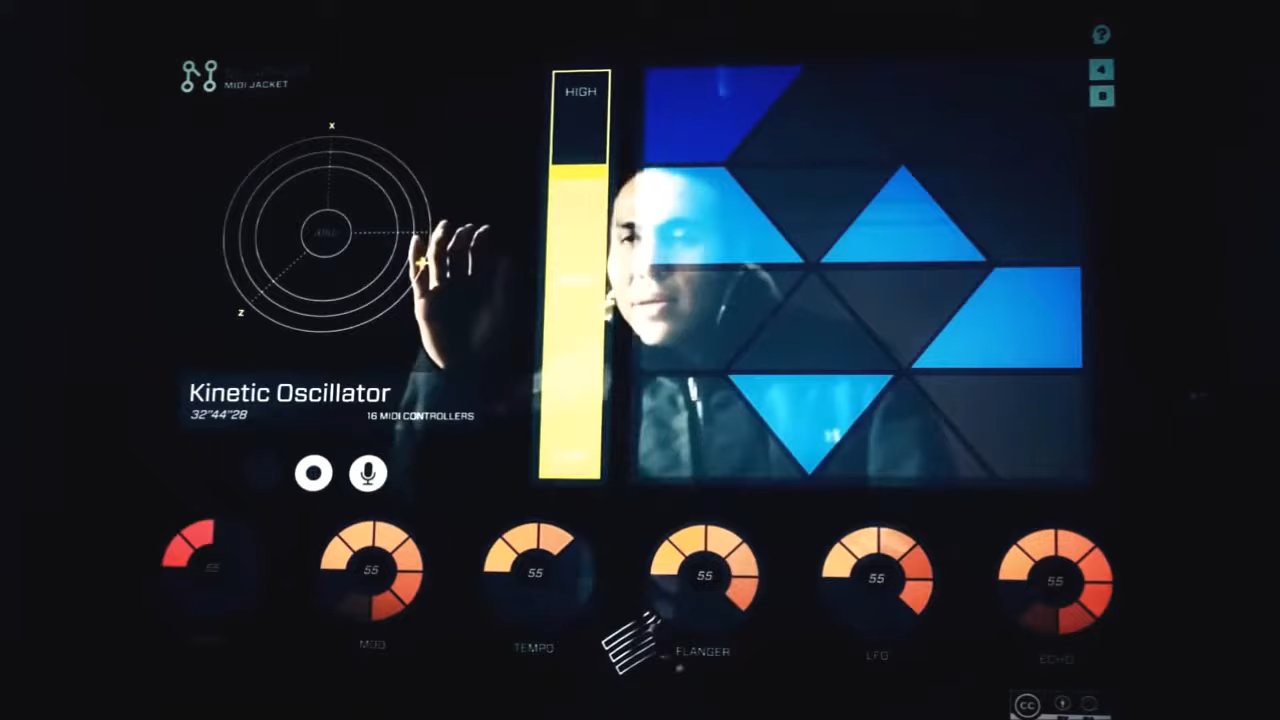 MIDI JACKET
X
Z
HIGH
Kinetic Oscillator
32"44"28
16 MIDI CONTROLLERS
55
55
55
55
55
55
MOD
TEMPO
FLANGER
LFO
ECHO
CC